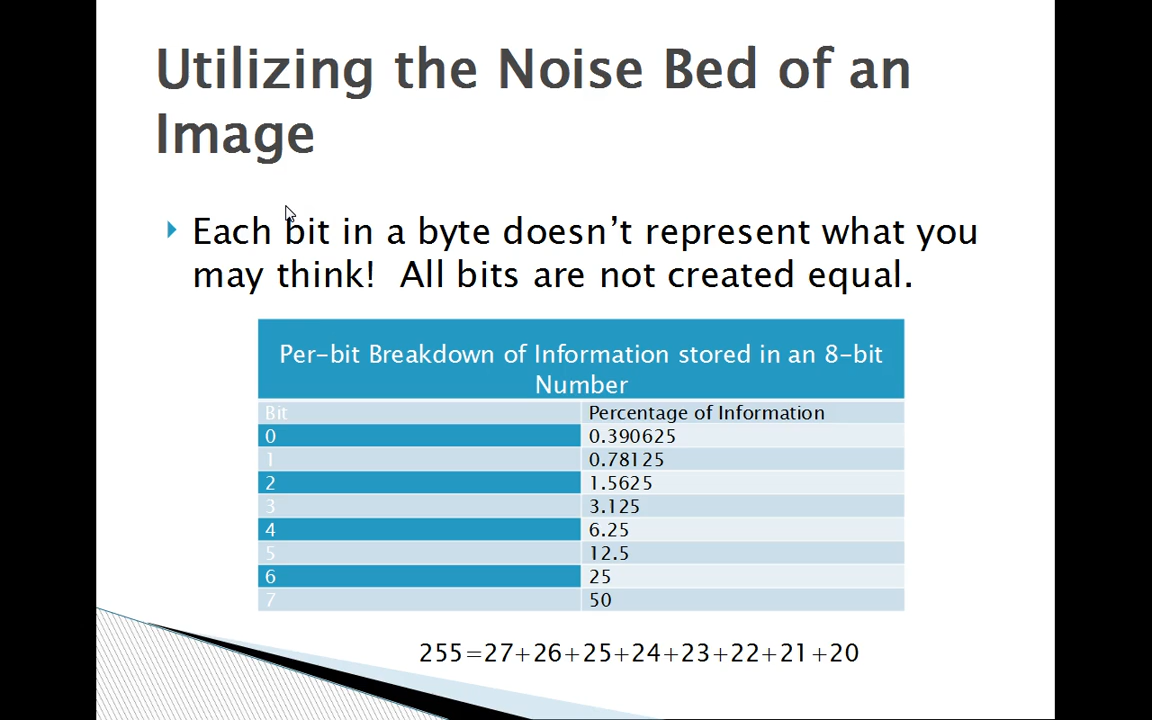 Utilizing the Noise Bed of an
Image
Each bit in a byte doesn’t represent what you
may think!  All bits are not created equal.
Per-bit Breakdown of Information stored in an 8-bit
Number
Bit Percentage of Information
0 0.390625
1 0.78125
2 1.5625
3 3.125
4 6.25
5 12.5
6 25
7 50
255=27+26+25+24+23+22+21+20